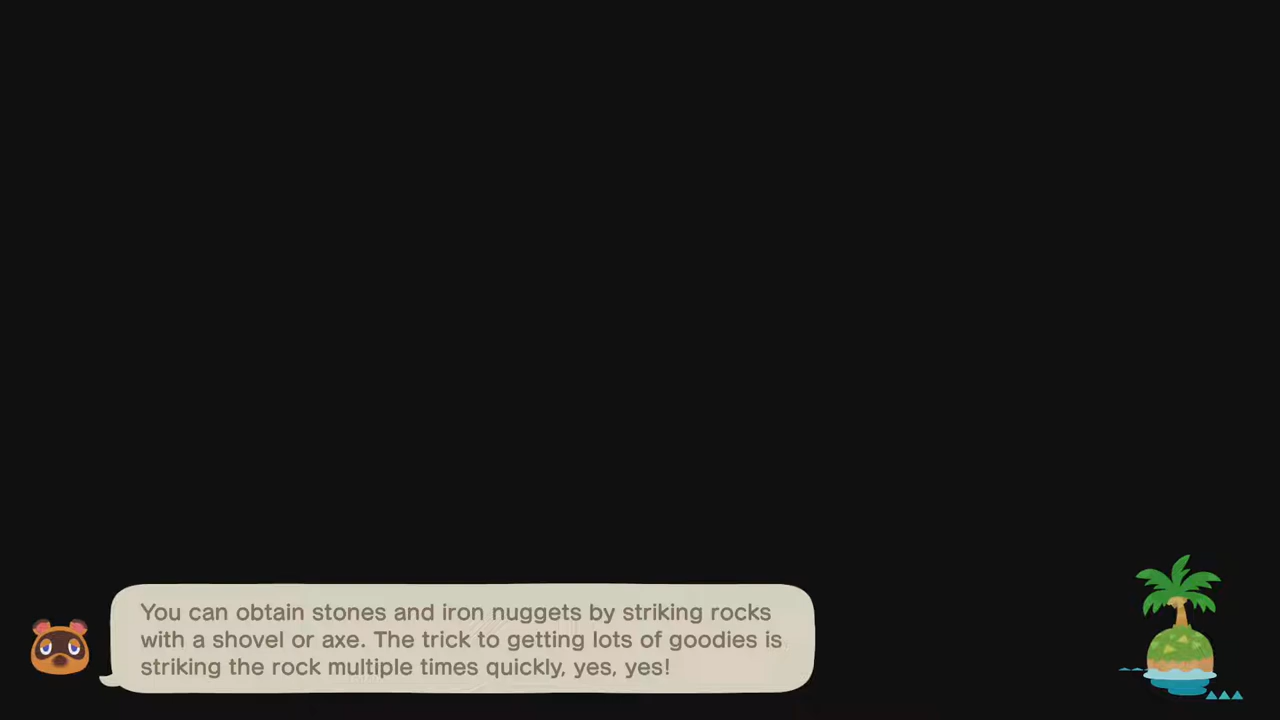 You can obtain stones and iron nuggets by striking rocks
with a shovel or axe. The trick to getting lots of goodies is
striking the rock multiple times quickly, yes, yes!